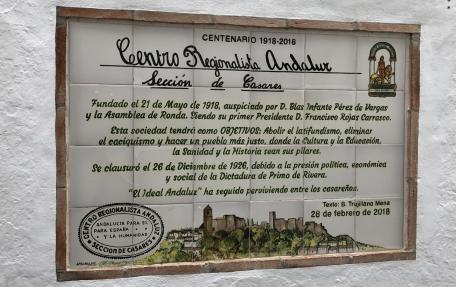 CENTENARIO 1918-2018
Centro Regionalista Andaluz
Sección de Casares
Fundado el 21 de Mayo de 1918, auspiciado por D. Blas Infante Pérez de Vargas
y la Asamblea de Ronda. Siendo su primer Presidente D. Francisco Rojas Carrasco.
Esta sociedad tendrá como OBJETIVOS: Abolir el latifundismo, eliminar
el caciquismo y hacer un pueblo más justo, donde la Cultura y la Educación,
la Sanidad y la Historia sean sus pilares.
Se clausuró el 26 de Diciembre de 1926, debido a la presión política, económica
y social de la Dictadura de Primo de Rivera.
"El Ideal Andaluz" ha seguido perviviendo entre los casareños.
Texto: B. Trujillano Mena
28 de febrero de 2018
CENTRO REGIONALISTA ANDALUZ
ANDALUCIA PARA SI,
PARA ESPAÑA
Y LA HUMANIDAD
SECCION DE CASARES